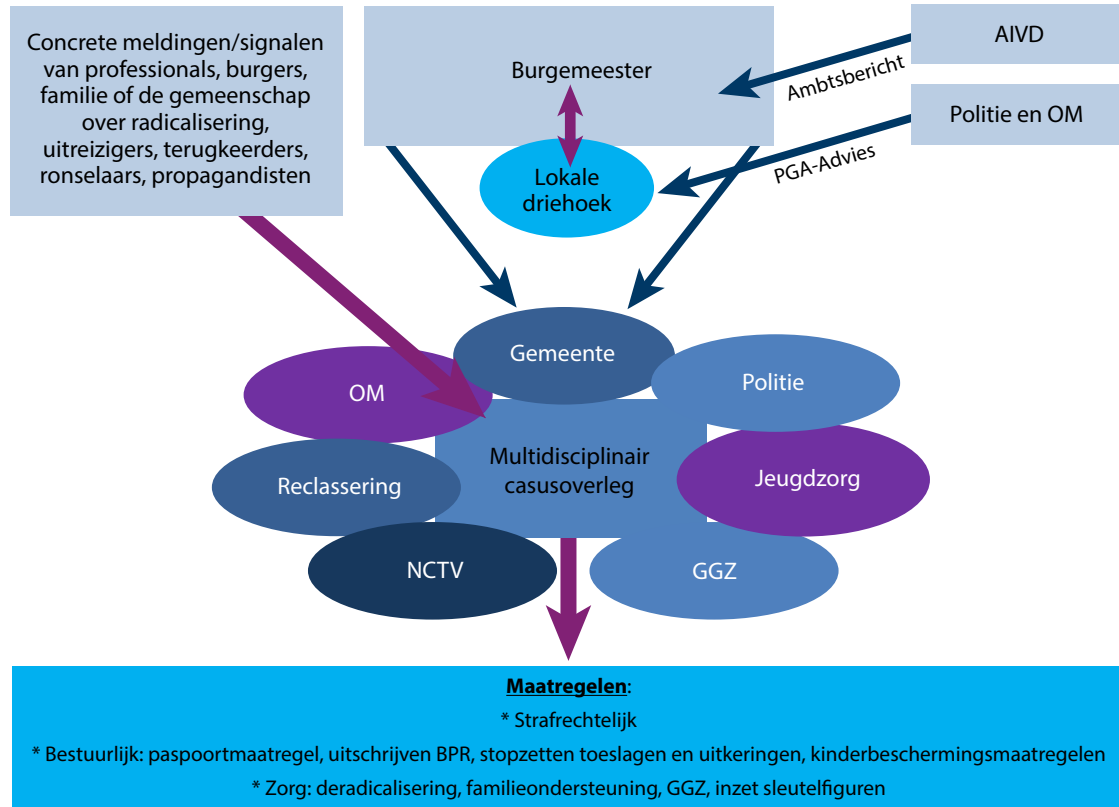 Concrete meldingen/signalen
van professionals, burgers,
familie of de gemeenschap
over radicalisering,
uitreizigers, terugkeerders,
ronselaars, propagandisten
Burgemeester
Lokale
driehoek
AIVD
Ambtsbericht
Politie en OM
PGA-Advies
Gemeente
OM
Politie
Multidisciplinair
casusoverleg
Reclassering
Jeugdzorg
NCTV
GGZ
Maatregelen:
* Strafrechtelijk
* Bestuurlijk: paspoortmaatregel, uitschrijven BPR, stopzetten toeslagen en uitkeringen, kinderbeschermingsmaatregelen
* Zorg: deradicalisering, familieondersteuning, GGZ, inzet sleutelfiguren